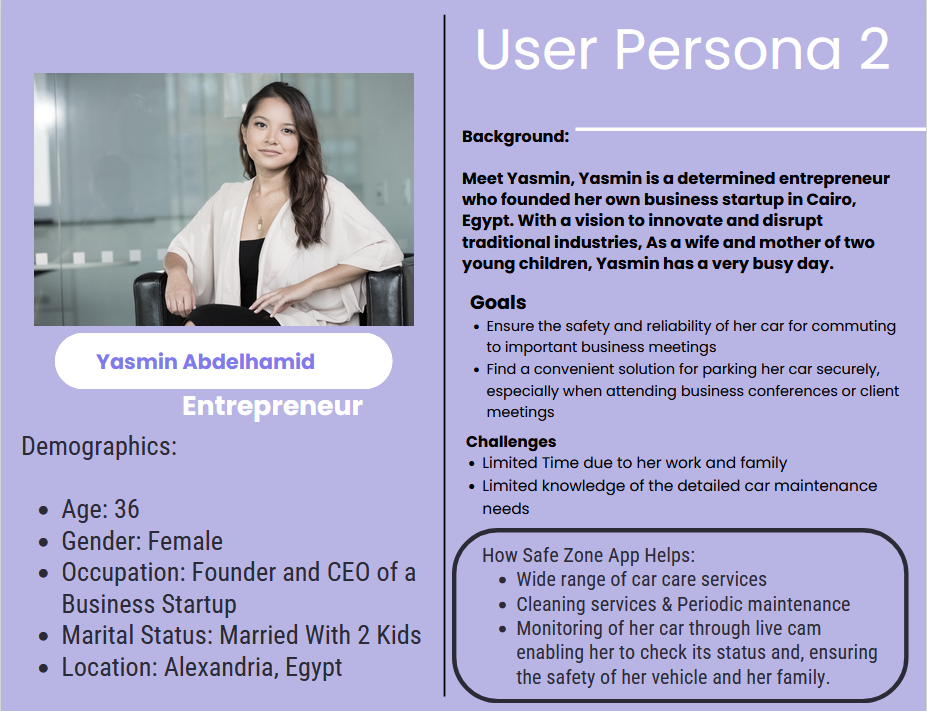 User Persona 2
Yasmin Abdelhamid
Entrepreneur
Demographics:
Age: 36
Gender: Female
Occupation: Founder and CEO of a
Business Startup
Marital Status: Married With 2 Kids
Location: Alexandria, Egypt
Background:
Meet Yasmin, Yasmin is a determined entrepreneur
who founded her own business startup in Cairo,
Egypt. With a vision to innovate and disrupt
traditional industries, As a wife and mother of two
young children, Yasmin has a very busy day.
Goals
Ensure the safety and reliability of her car for commuting
to important business meetings
Find a convenient solution for parking her car securely,
especially when attending business conferences or client
meetings
Challenges
Limited Time due to her work and family
Limited knowledge of the detailed car maintenance
needs
How Safe Zone App Helps:
Wide range of car care services
Cleaning services & Periodic maintenance
Monitoring of her car through live cam
enabling her to check its status and, ensuring
the safety of her vehicle and her family.